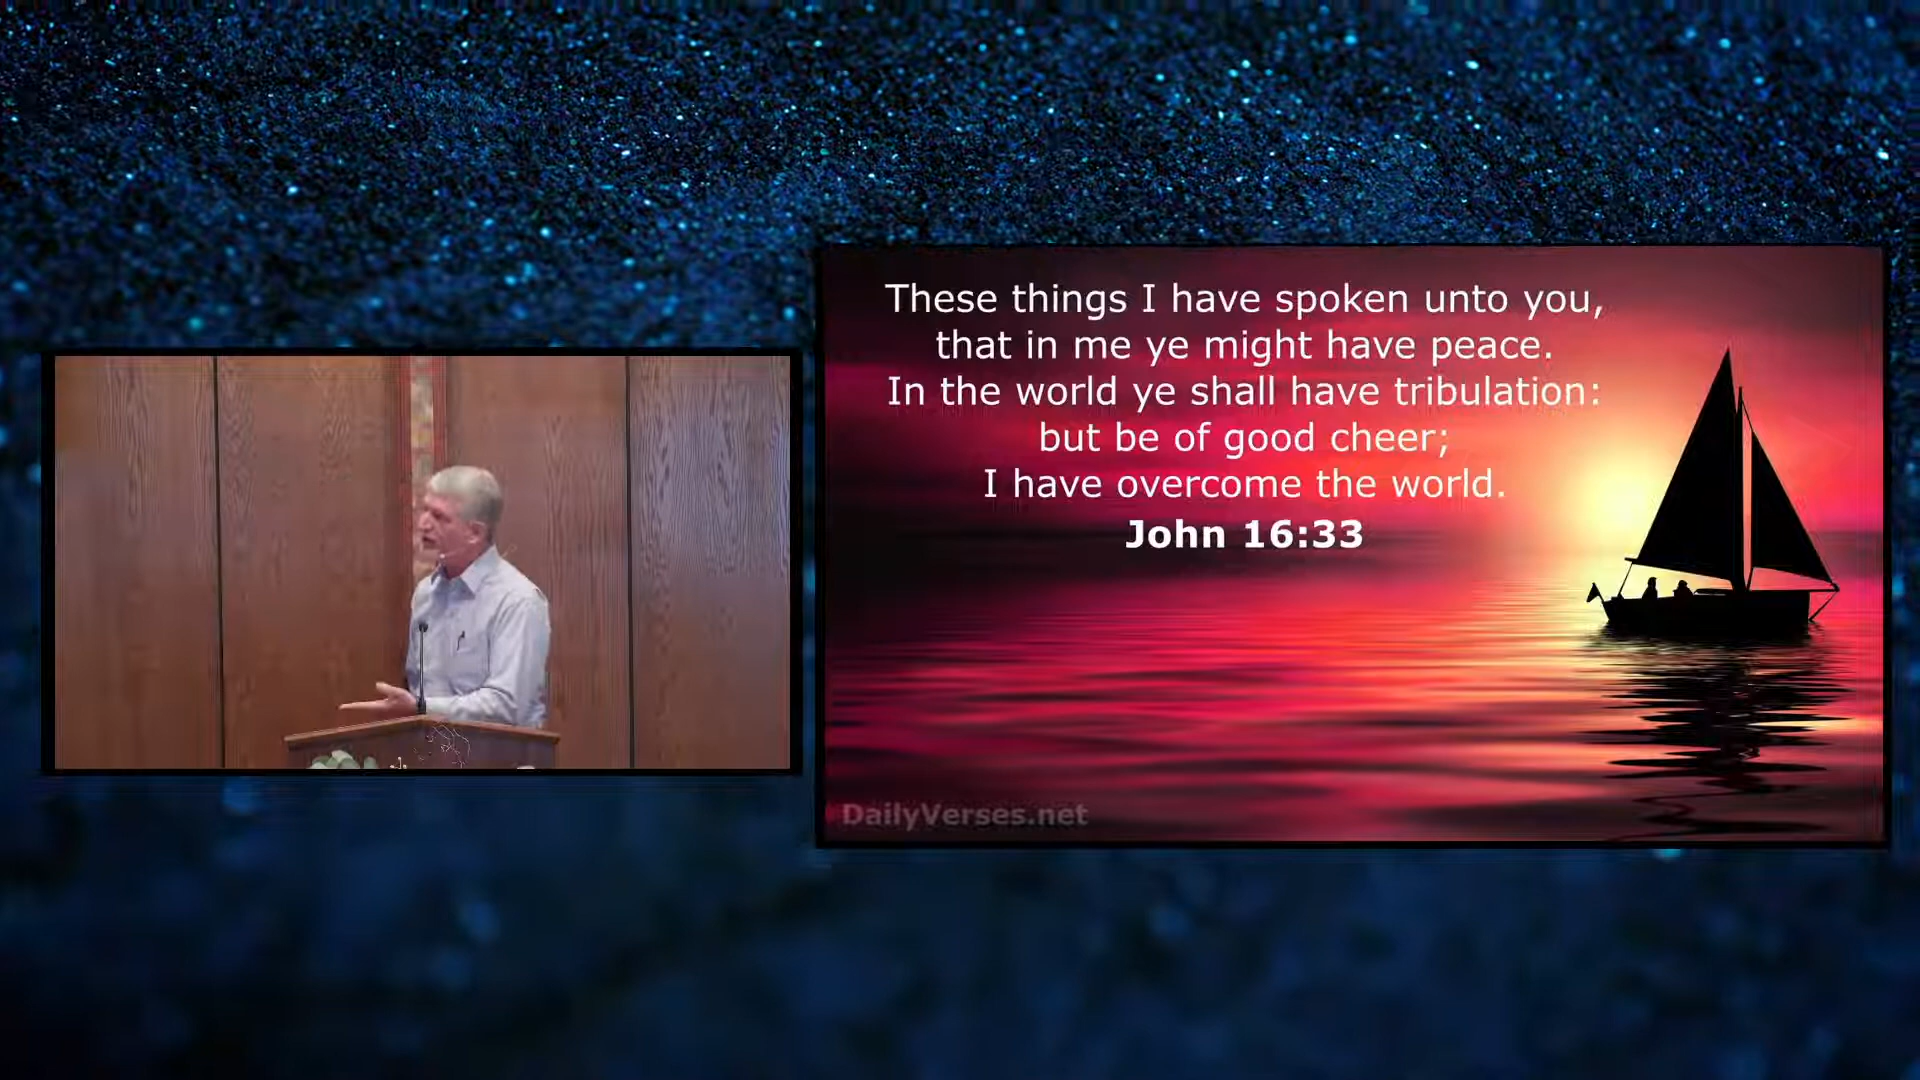 These things I have spoken unto you,
that in me ye might have peace.
In the world ye shall have tribulation:
but be of good cheer;
I have overcome the world.
John 16:33
DailyVerses.net